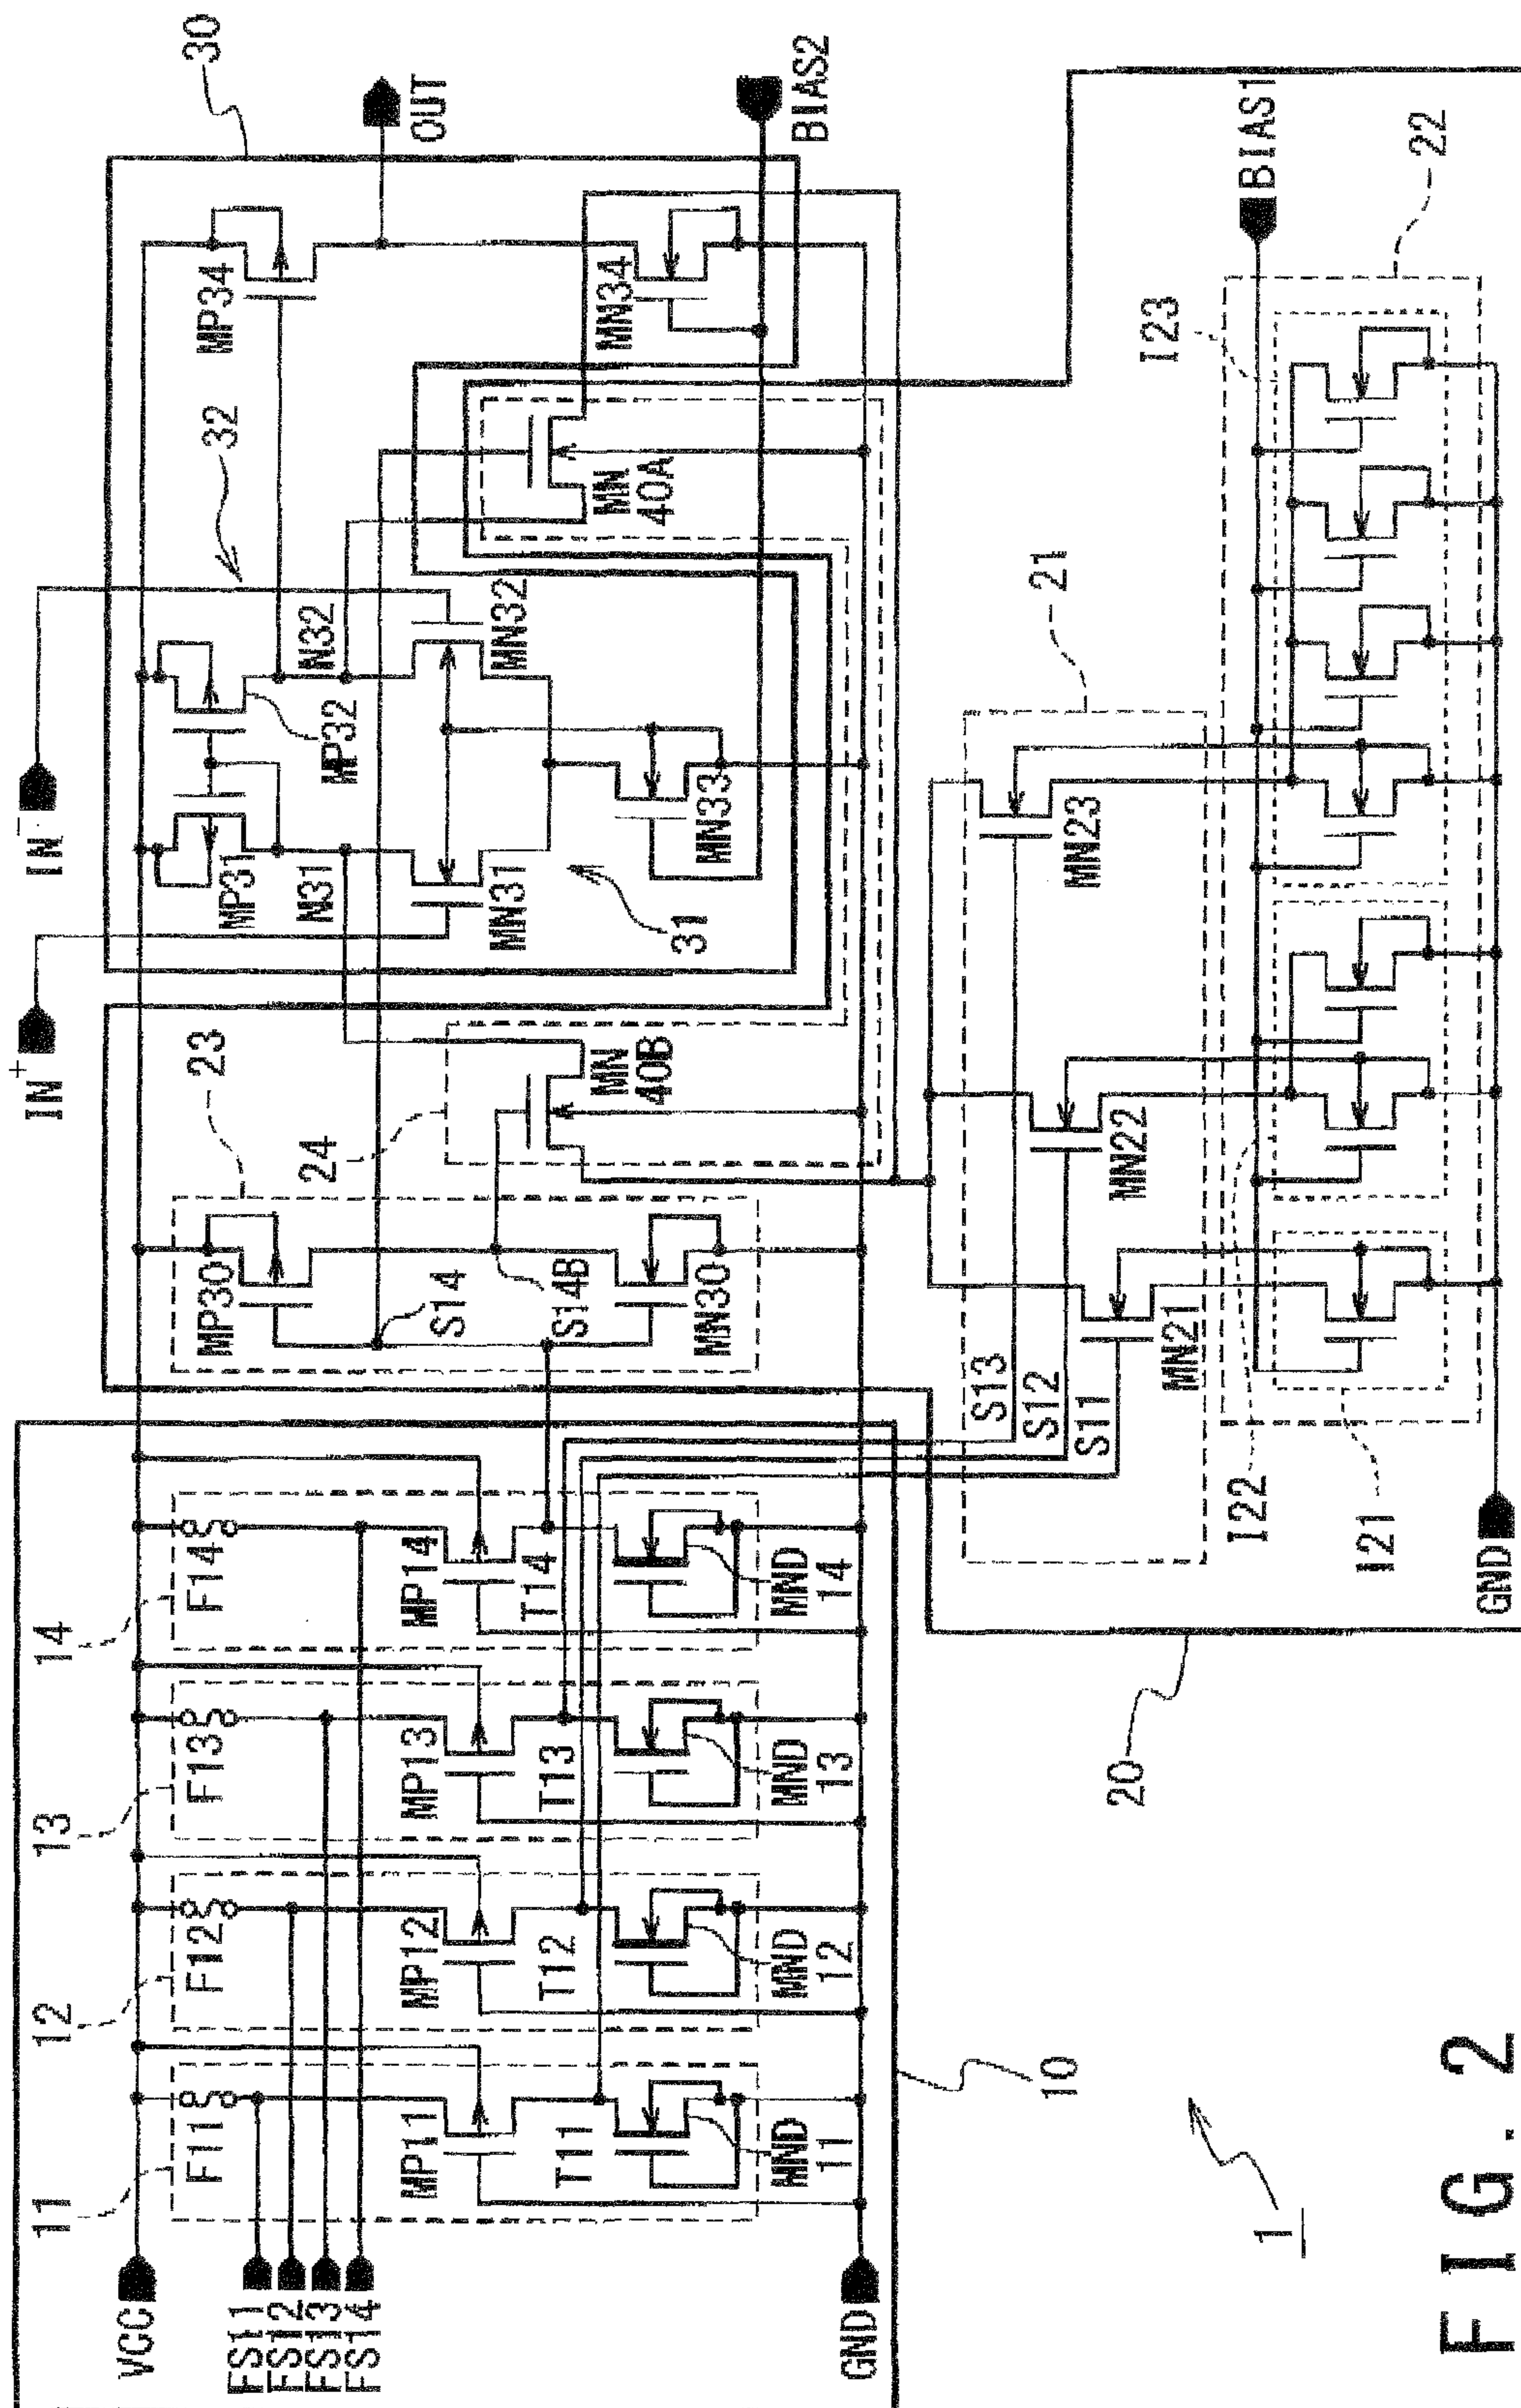 FIG. 2
1
IN+
IN-
VCC
FS11
FS12
FS13
FS14
GND
10
11
F11
MP11
T11
MND
11
12
F12
MP12
T12
MND
12
13
F13
MP13
T13
MND
13
14
F14
MP14
T14
MND
14
20
23
MP30
S14
S14B
MN30
24
MN
40B
MN
40A
30
31
32
MP31
MP32
N31
N32
MN31
MN32
MN33
MP34
MN34
OUT
BIAS2
21
S13
S12
S11
MN21
MN22
MN23
22
I21
I22
I23
BIAS1
GND